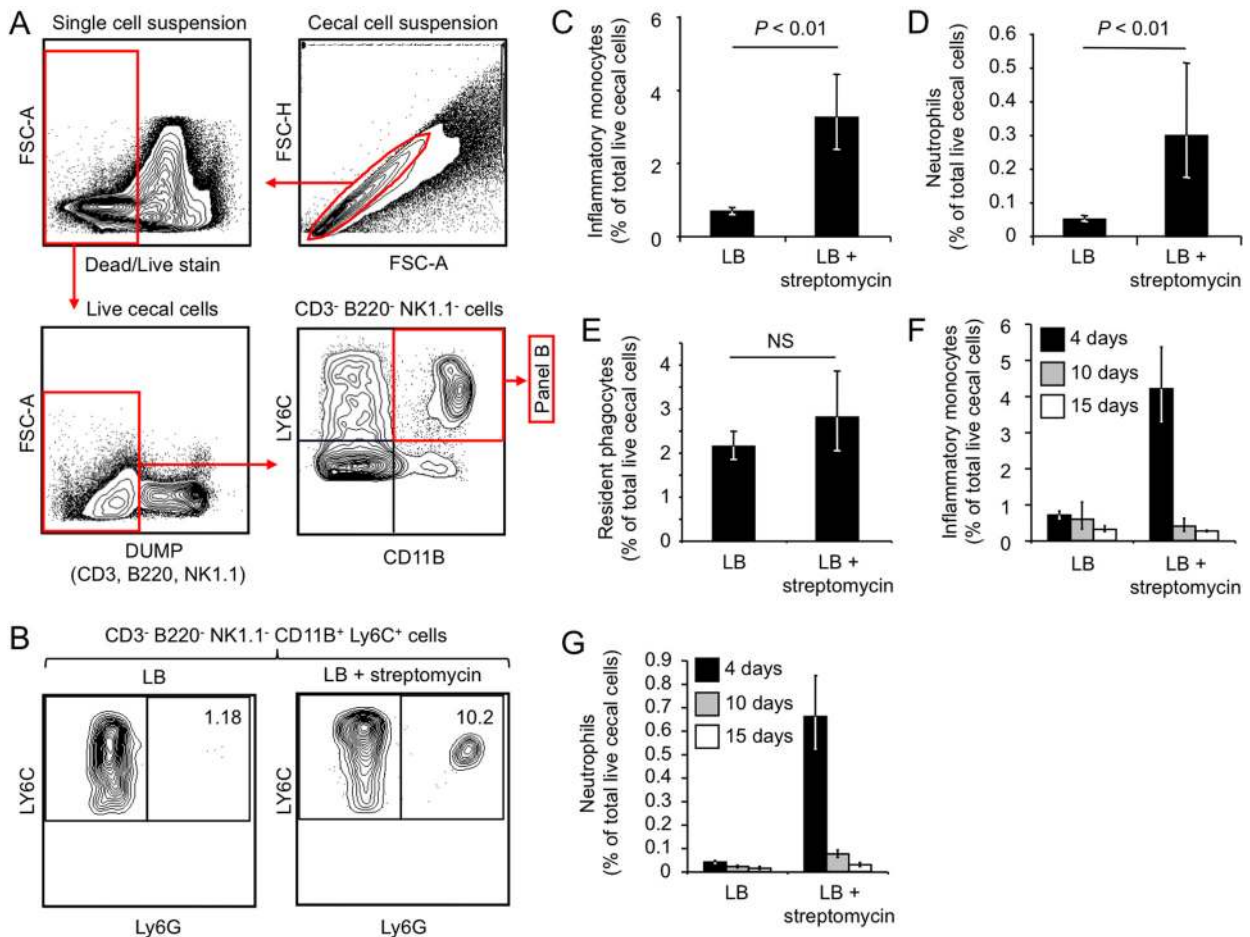 A
Single cell suspension
FSC-A
Dead/Live stain
Cecal cell suspension
FSC-H
FSC-A
Live cecal cells
FSC-A
DUMP
(CD3, B220, NK1.1)
CD3- B220- NK1.1- cells
LY6C
CD11B
Panel B
B
CD3- B220- NK1.1- CD11B+ Ly6C+ cells
LB
1.18
LY6C
Ly6G
LB + streptomycin
10.2
LY6C
Ly6G
C
P < 0.01
Inflammatory monocytes
(% of total live cecal cells)
6
4
2
0
LB
LB +
streptomycin
D
P < 0.01
Neutrophils
(% of total live cecal cells)
0.6
0.5
0.4
0.3
0.2
0.1
0
LB
LB +
streptomycin
E
NS
Resident phagocytes
(% of total live cecal cells)
4
3
2
2
1
1
0
LB
LB +
streptomycin
F
4 days
10 days
15 days
Inflammatory monocytes
(% of total live cecal cells)
6
5
4
3
2
1
0
LB
LB +
streptomycin
G
4 days
10 days
15 days
Neutrophils
(% of total live cecal cells)
0.9
0.8
0.7
0.6
0.5
0.4
0.3
0.2
0.1
0
LB
LB +
streptomycin